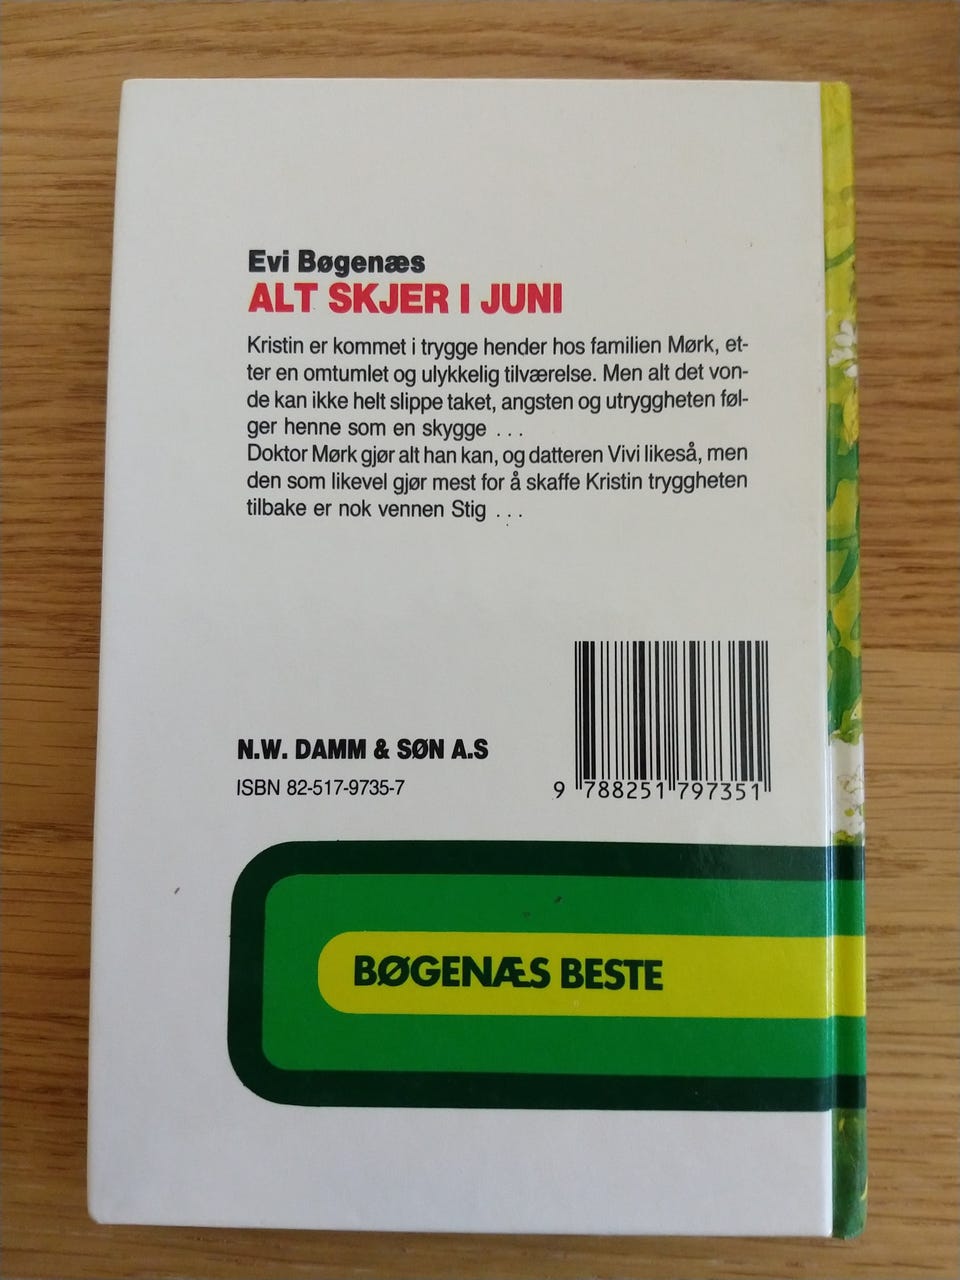 Evi Bøgenæs
ALT SKJER I JUNI
Kristin er kommet i trygge hender hos familien Mørk, et-
ter en omtumlet og ulykkelig tilværelse. Men alt det von-
de kan ikke helt slippe taket, angsten og utryggheten føl-
ger henne som en skygge . . .
Doktor Mørk gjør alt han kan, og datteren Vivi likeså, men
den som likevel gjør mest for å skaffe Kristin tryggheten
tilbake er nok vennen Stig . . .
N.W. DAMM & SØN A.S
ISBN 82-517-9735-7
9 788251 797351
BØGENÆS BESTE